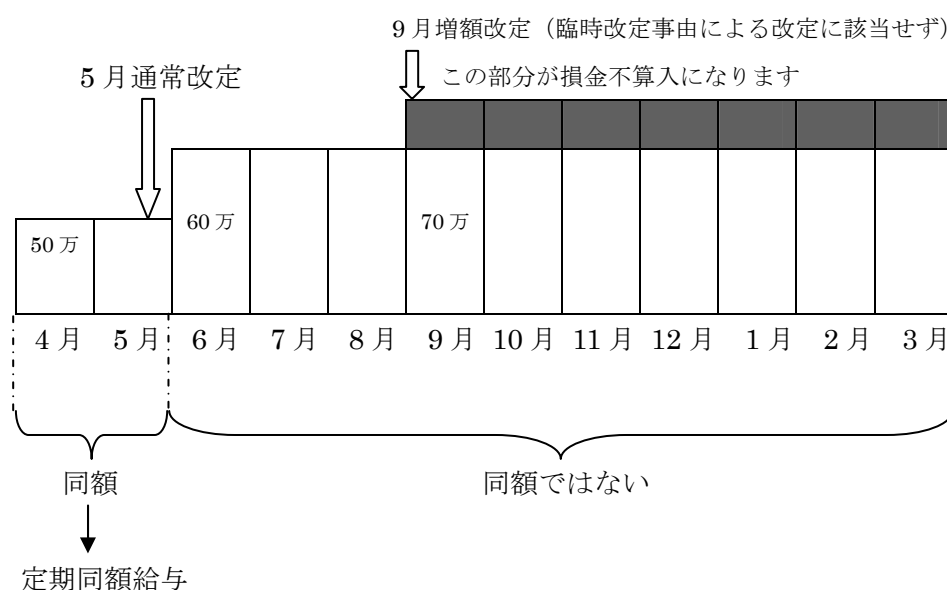 9月増額改定（臨時改定事由による改定に該当せず）
この部分が損金不算入になります
5月通常改定
50万
60万
70万
4月 5月 6月 7月 8月 9月 10月 11月 12月 1月 2月 3月
同額
同額ではない
定期同額給与